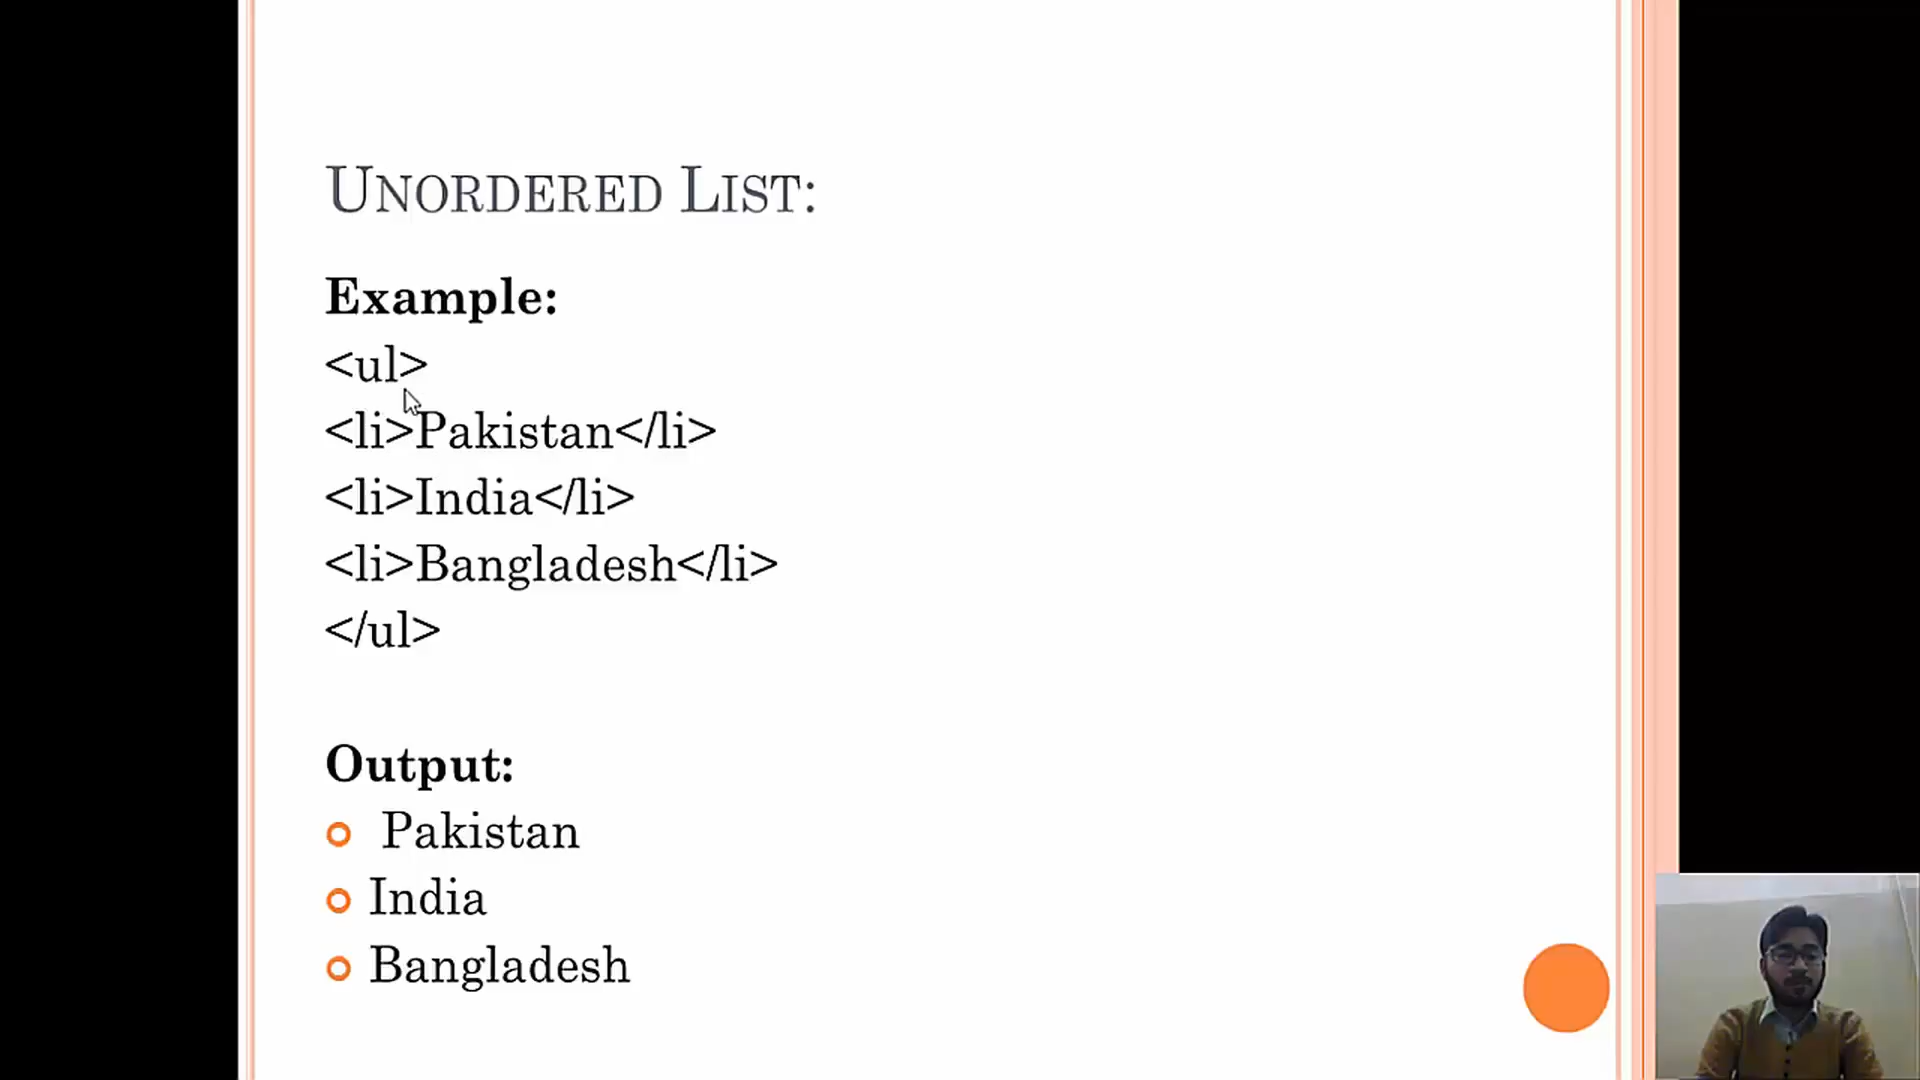 UNORDERED LIST:
Example:
<ul>
<li>Pakistan</li>
<li>India</li>
<li>Bangladesh</li>
</ul>
Output:
Pakistan
India
Bangladesh